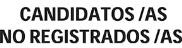 CANDIDATOS /AS
NO REGISTRADOS /AS